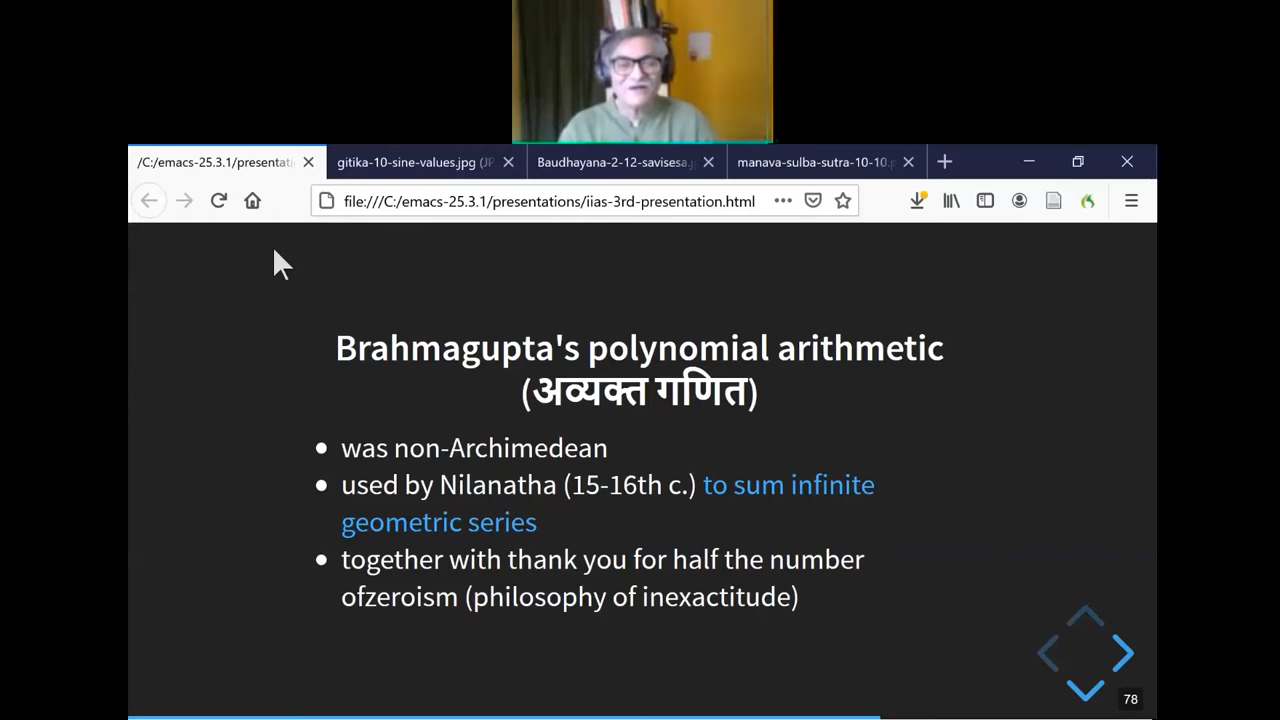 /C:/emacs-25.3.1/presentati
gitika-10-sine-values.jpg (JP
Baudhayana-2-12-savisesa.j
manava-sulba-sutra-10-10.
file:///C:/emacs-25.3.1/presentations/iias-3rd-presentation.html
Brahmagupta's polynomial arithmetic
(अव्यक्त गणित)
was non-Archimedean
used by Nilanatha (15-16th c.) to sum infinite
geometric series
together with thank you for half the number
ofzeroism (philosophy of inexactitude)
78